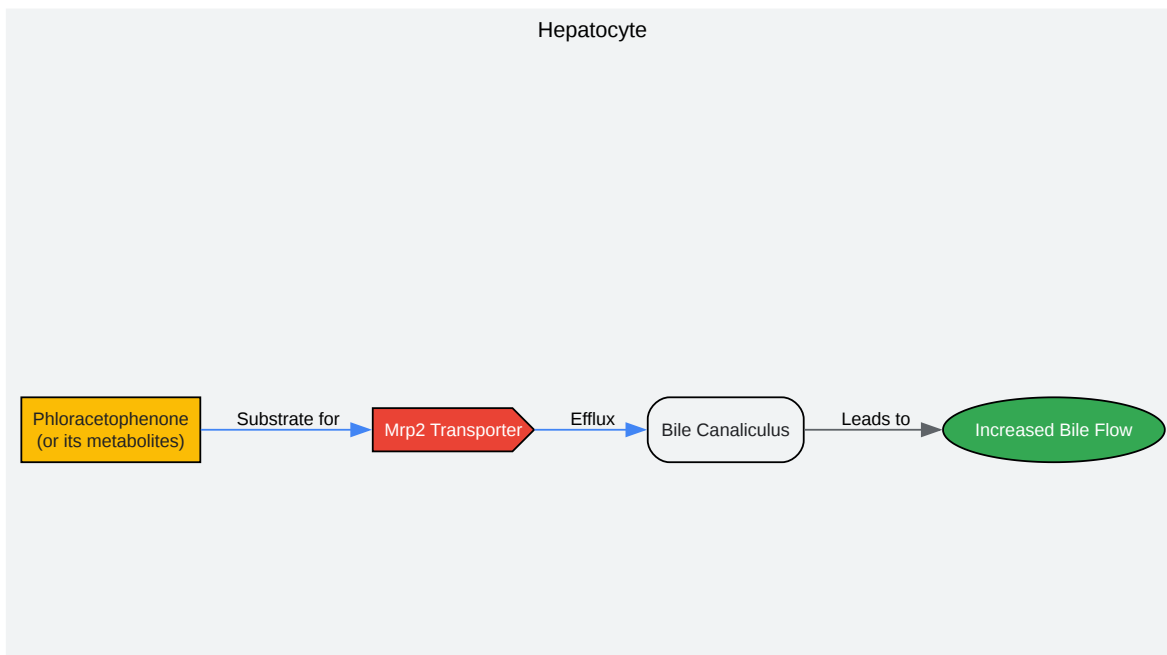 Hepatocyte
Phloracetophenone
(or its metabolites)
Substrate for
Mrp2 Transporter
Efflux
Bile Canaliculus
Leads to
Increased Bile Flow